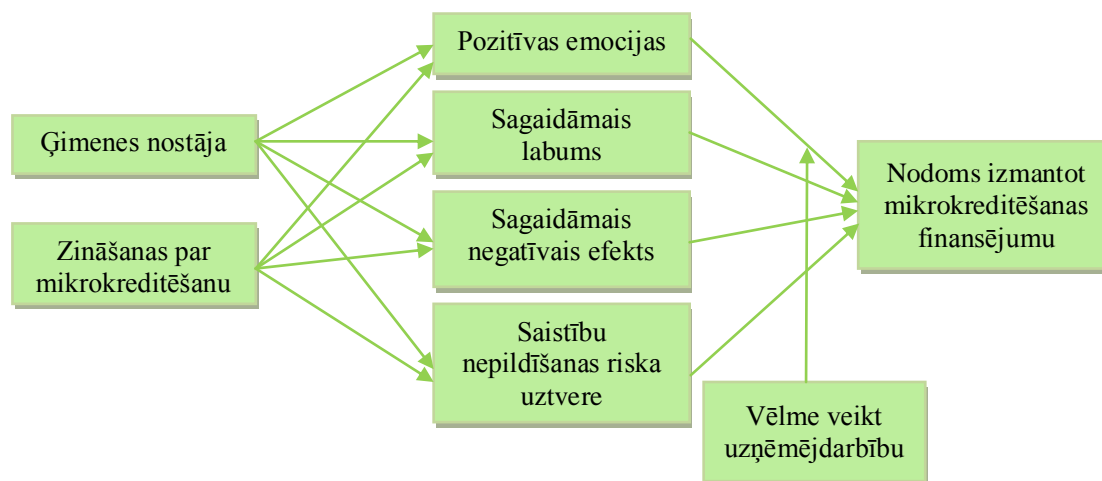 Ģimenes nostāja
Zināšanas par
mikrokreditēšanu
Pozitīvas emocijas
Sagaidāmais
labums
Sagaidāmais
negatīvais efekts
Saistību
nepildīšanas riska
uztvere
Vēlme veikt
uzņēmējdarbību
Nodoms izmantot
mikrokreditēšanas
finansējumu